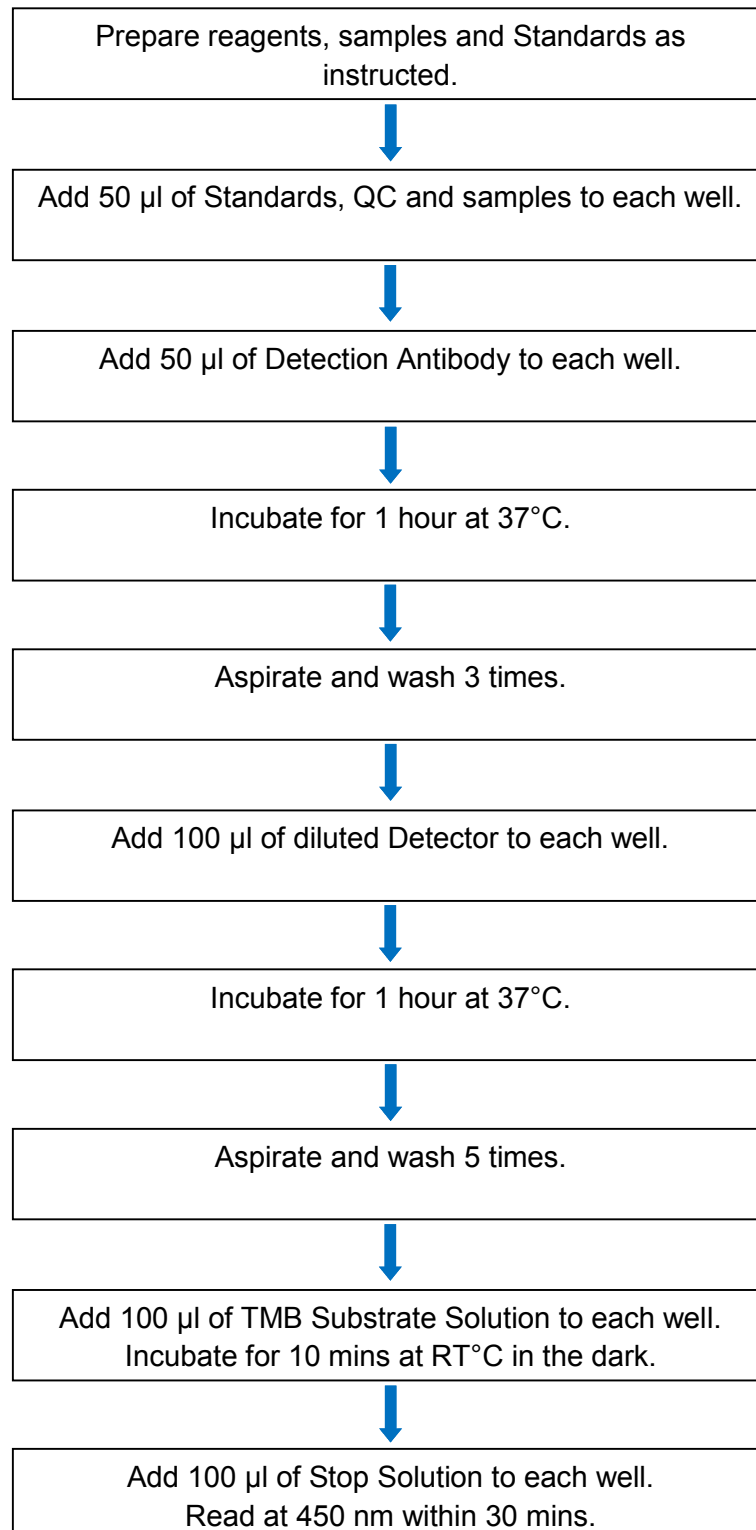 Prepare reagents, samples and Standards as
instructed.
Add 50 µl of Standards, QC and samples to each well.
Add 50 µl of Detection Antibody to each well.
Incubate for 1 hour at 37°C.
Aspirate and wash 3 times.
Add 100 µl of diluted Detector to each well.
Incubate for 1 hour at 37°C.
Aspirate and wash 5 times.
Add 100 µl of TMB Substrate Solution to each well.
Incubate for 10 mins at RT°C in the dark.
Add 100 µl of Stop Solution to each well.
Read at 450 nm within 30 mins.